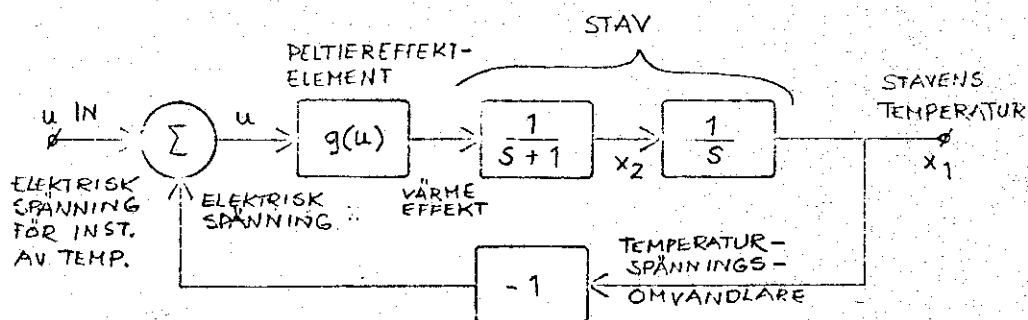 STAV
PELTIEREFFEKT-
ELEMENT
STAVENS
TEMPERATUR
u IN
Σ
u
g(u)
1
S + 1
x2
1
S
x1
ELEKTRISK
SPÄNNING
FÖR INST.
AV TEMP.
ELEKTRISK
SPÄNNING
VÄRME
EFFEKT
TEMPERATUR-
SPÄNNINGS-
OMVANDLARE
-1